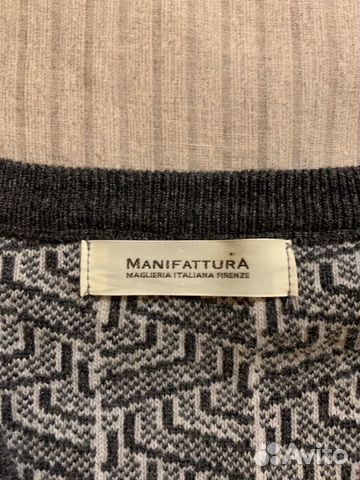 MANIFATTURA
MAGLIERIA ITALIANA FIRENZE
Avito